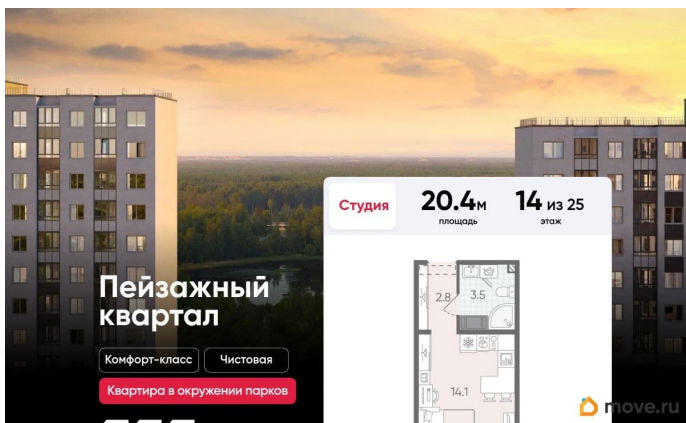 Студия
20.4м
площадь
14 из 25
этаж
2.8
3.5
14.1
Пейзажный
квартал
Комфорт-класс
Чистовая
Квартира в окружении парков
move.ru